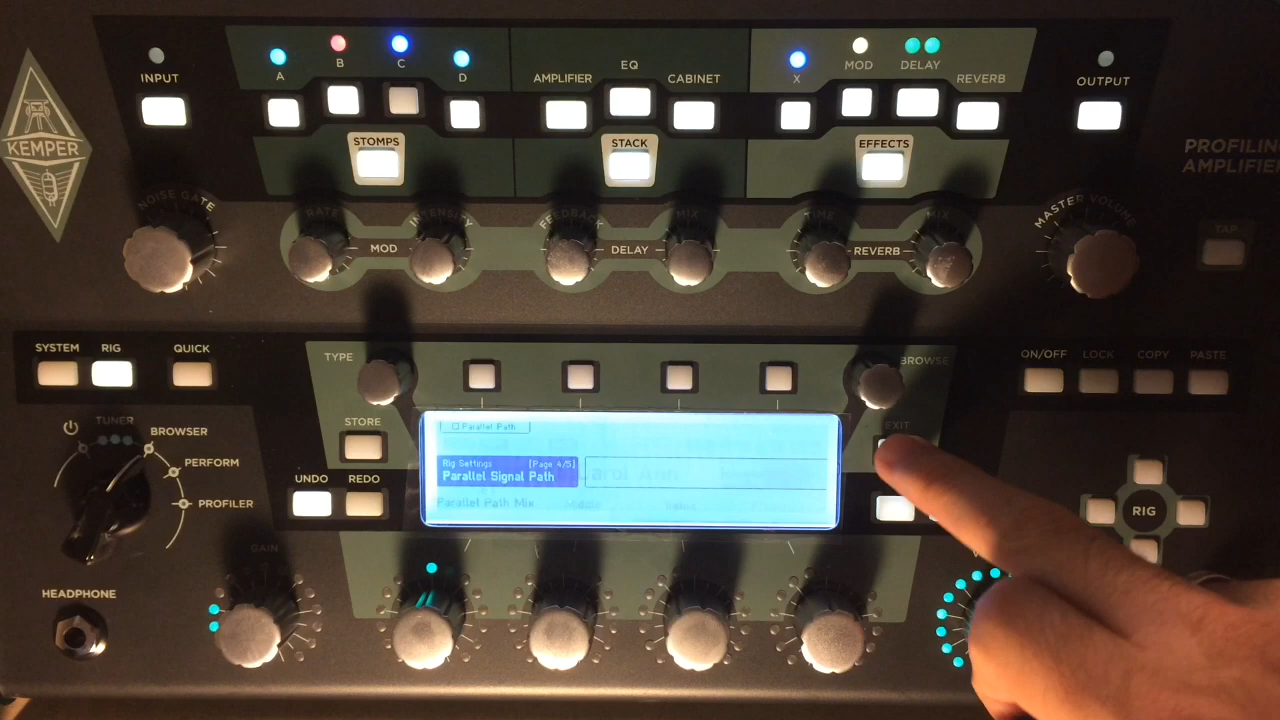 INPUT
A
B
C
D
AMPLIFIER
EQ
CABINET
X
MOD
DELAY
REVERB
OUTPUT
KEMPER
STOMPS
STACK
EFFECTS
PROFILING
AMPLIFIER
NOISE GATE
RATE
INTENSITY
FEEDBACK
MIX
TIME
MIX
MASTER VOLUME
MOD
DELAY
REVERB
TAP
SYSTEM
RIG
QUICK
TYPE
BROWSE
ON/OFF
LOCK
COPY
PASTE
STORE
EXIT
TUNER
BROWSER
PERFORM
PROFILER
UNDO
REDO
Parallel Path
Rig Settings [Page 4/5]
Parallel Signal Path
Parallel Path Mix
RIG
GAIN
HEADPHONE